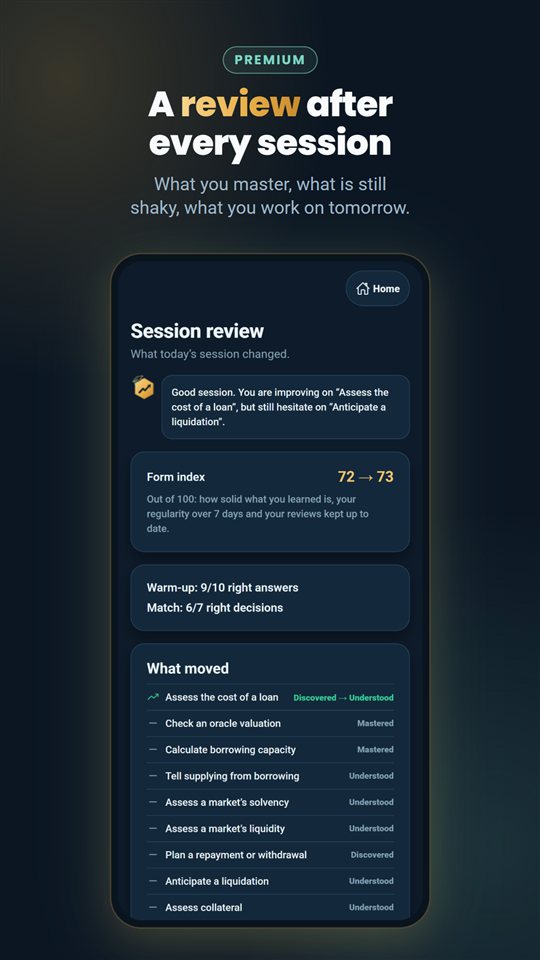 PREMIUM
A review after
every session
What you master, what is still
shaky, what you work on tomorrow.
Home
Session review
What today's session changed.
Good session. You are improving on “Assess the
cost of a loan”, but still hesitate on “Anticipate a
liquidation”.
Form index 72 → 73
Out of 100: how solid what you learned is, your
regularity over 7 days and your reviews kept up to
date.
Warm-up: 9/10 right answers
Match: 6/7 right decisions
What moved
Assess the cost of a loan Discovered → Understood
Check an oracle valuation Mastered
Calculate borrowing capacity Mastered
Tell supplying from borrowing Understood
Assess a market's solvency Understood
Assess a market's liquidity Understood
Plan a repayment or withdrawal Discovered
Anticipate a liquidation Understood
Assess collateral Understood